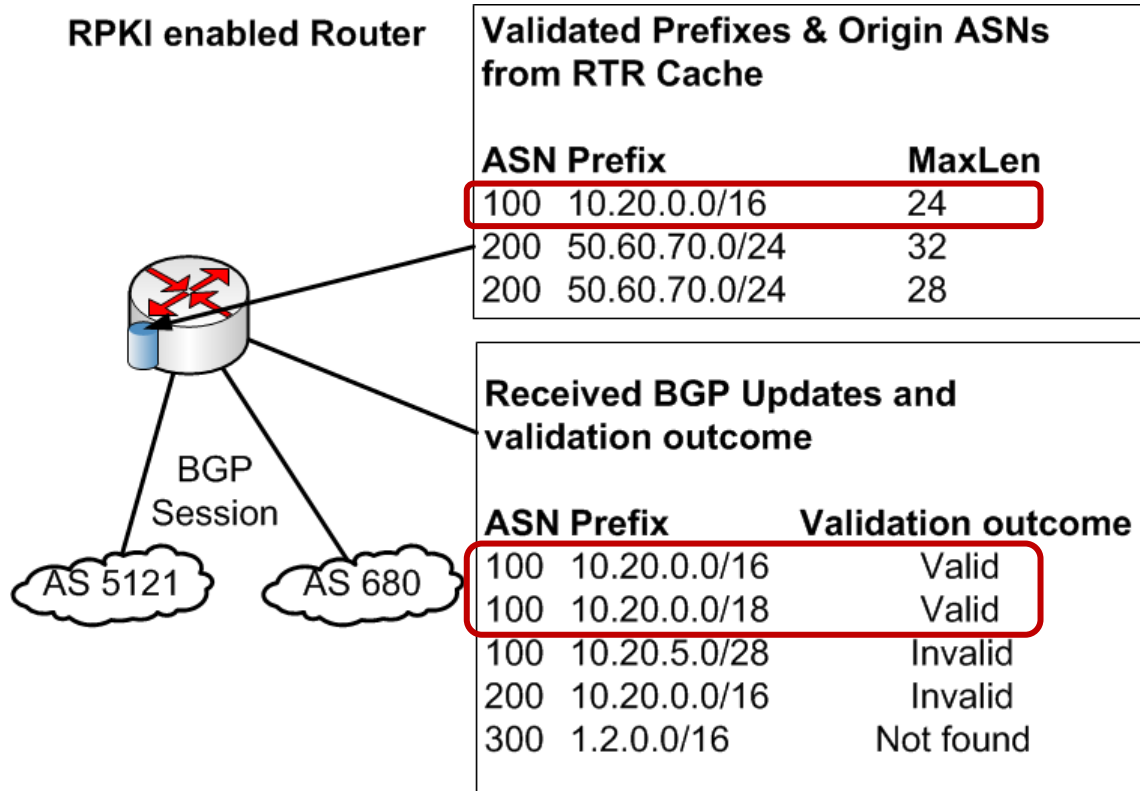 RPKI enabled Router
Validated Prefixes & Origin ASNs
from RTR Cache
ASN Prefix MaxLen
100 10.20.0.0/16 24
200 50.60.70.0/24 32
200 50.60.70.0/24 28
BGP
Session
AS 5121
AS 680
Received BGP Updates and
validation outcome
ASN Prefix Validation outcome
100 10.20.0.0/16 Valid
100 10.20.0.0/18 Valid
100 10.20.5.0/28 Invalid
200 10.20.0.0/16 Invalid
300 1.2.0.0/16 Not found